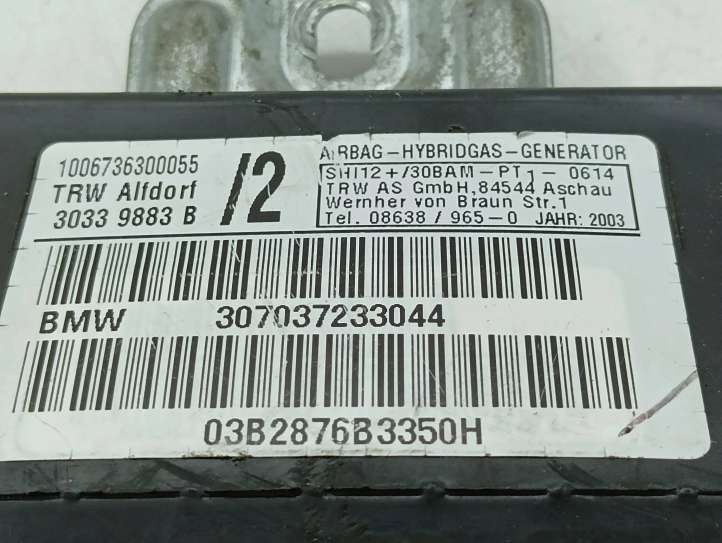 1006736300055
TRW Alfdorf
3033 9883 B
/2
AIRBAG-HYBRIDGAS-GENERATOR
SHI12+/30BAM-PT1-0614
TRW AS GmbH,84544 Aschau
Wernher von Braun Str.1
Tel. 08638/965-0 JAHR: 2003
BMW 307037233044
03B2876B3350H